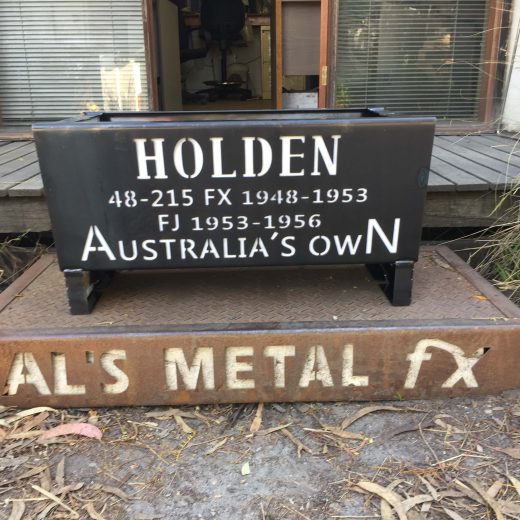 HOLDEN
48-215 FX 1948-1953
FJ 1953-1956
AUSTRALIA'S OWN
AL'S METAL fx